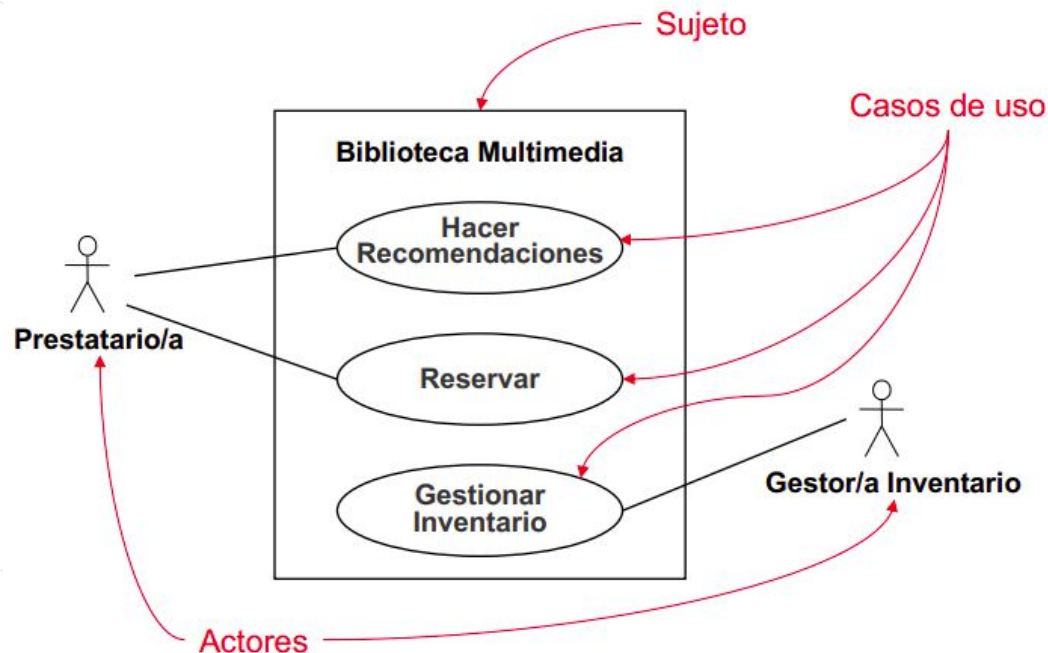 Sujeto
Casos de uso
Biblioteca Multimedia
Hacer
Recomendaciones
Prestatario/a
Reservar
Gestionar
Inventario
Gestor/a Inventario
Actores